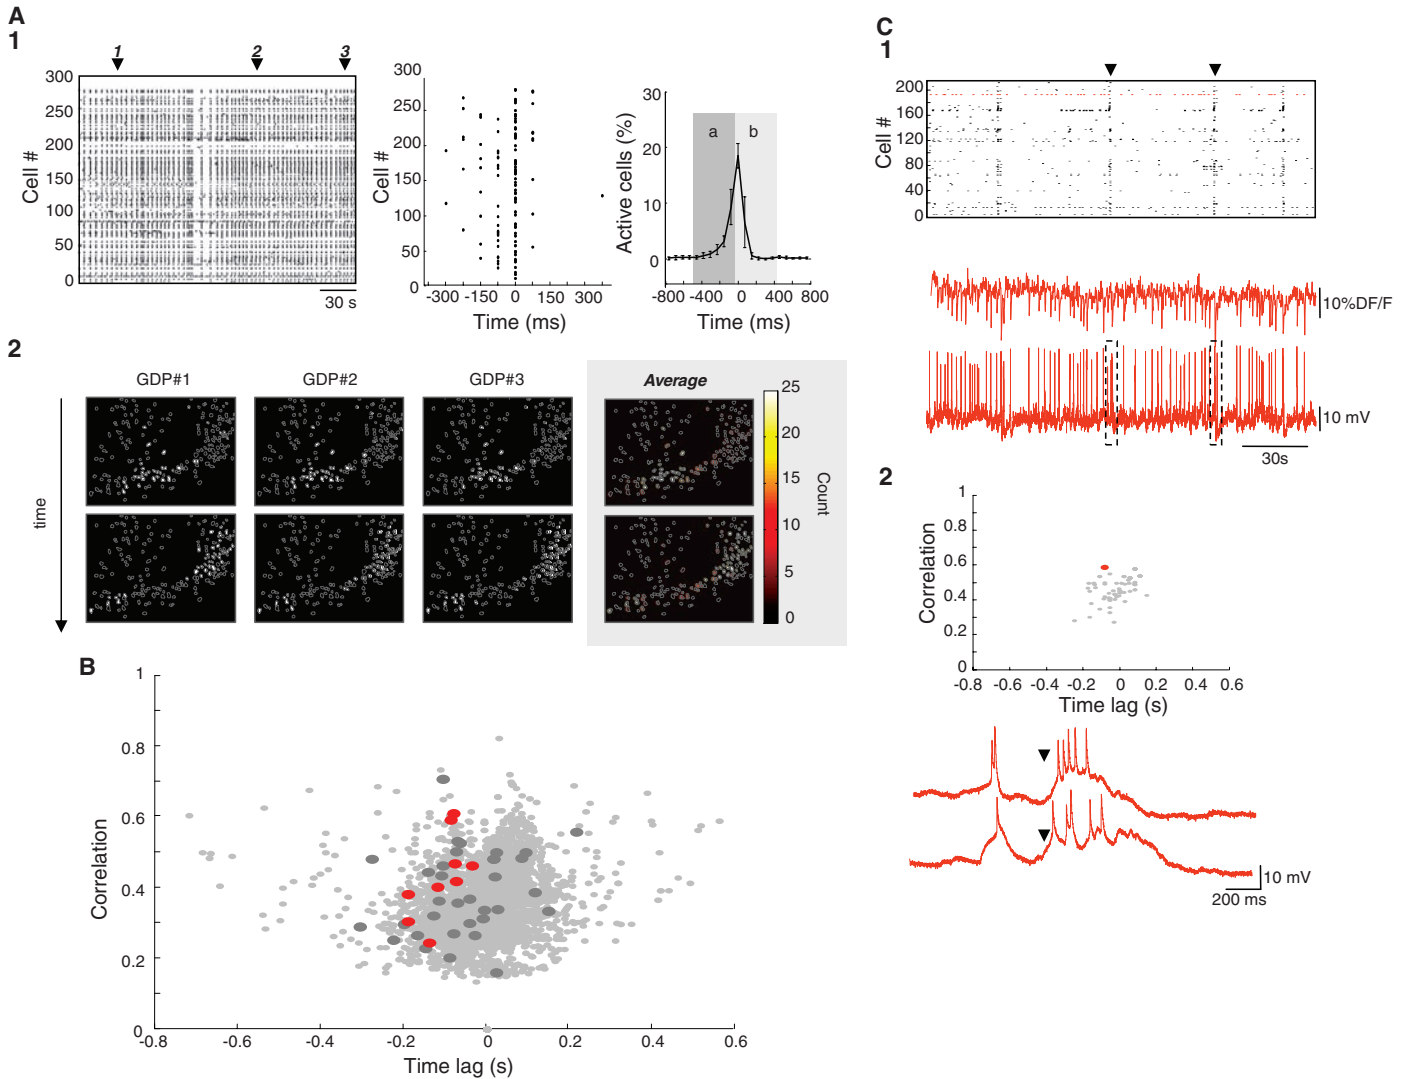 A
1
1 2 3
300
250
200
150
100
50
0
Cell #
30 s
300
250
200
150
100
50
0
Cell #
-300 -150 0 150 300
Time (ms)
30
20
10
0
Active cells (%)
a b
-800 -400 0 400 800
Time (ms)
2
GDP#1 GDP#2 GDP#3 Average
time
25
20
15
10
5
0
Count
B
1
0.8
0.6
0.4
0.2
0
Correlation
-0.8 -0.6 -0.4 -0.2 0 0.2 0.4 0.6
Time lag (s)
C
1
200
160
120
80
40
0
Cell #
10%DF/F
10 mV
30s
2
1
0.8
0.6
0.4
0.2
0
Correlation
-0.8 -0.6 -0.4 -0.2 0 0.2 0.4 0.6
Time lag (s)
10 mV
200 ms